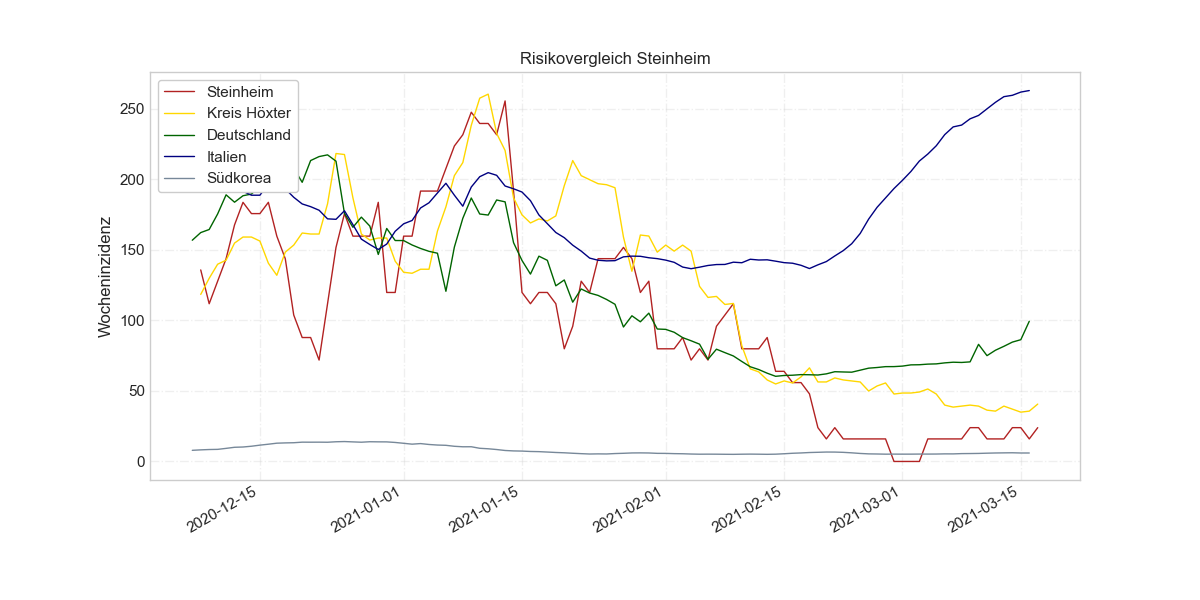 Risikovergleich Steinheim
Steinheim
Kreis Höxter
Deutschland
Italien
Südkorea
Wocheninzidenz
250
200
150
100
50
0
2020-12-15
2021-01-01
2021-01-15
2021-02-01
2021-02-15
2021-03-01
2021-03-15